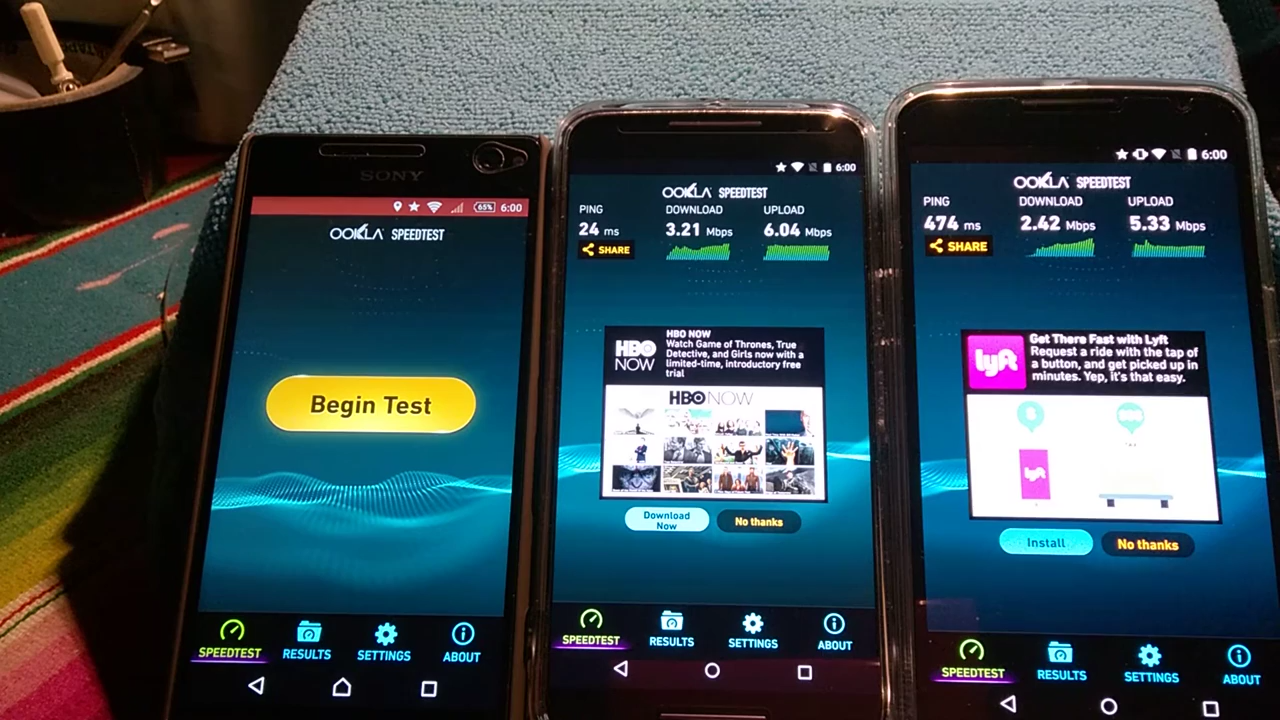 SONY
65% 6:00
OOKLA SPEEDTEST
Begin Test
SPEEDTEST RESULTS SETTINGS ABOUT
6:00
OOKLA SPEEDTEST
PING DOWNLOAD UPLOAD
24 ms 3.21 Mbps 6.04 Mbps
SHARE
HBO NOW
HBO NOW
Watch Game of Thrones, True
Detective, and Girls now with a
limited-time, introductory free
trial
HBO NOW
Download
Now
No thanks
SPEEDTEST RESULTS SETTINGS ABOUT
6:00
OOKLA SPEEDTEST
PING DOWNLOAD UPLOAD
474 ms 2.42 Mbps 5.33 Mbps
SHARE
lyft
Get There Fast with Lyft
Request a ride with the tap of
a button, and get picked up in
minutes. Yep, it's that easy.
lyft
Install No thanks
SPEEDTEST RESULTS SETTINGS ABOUT